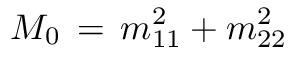 $M_0 \, = \, m_{11}^2 + m_{22}^2$